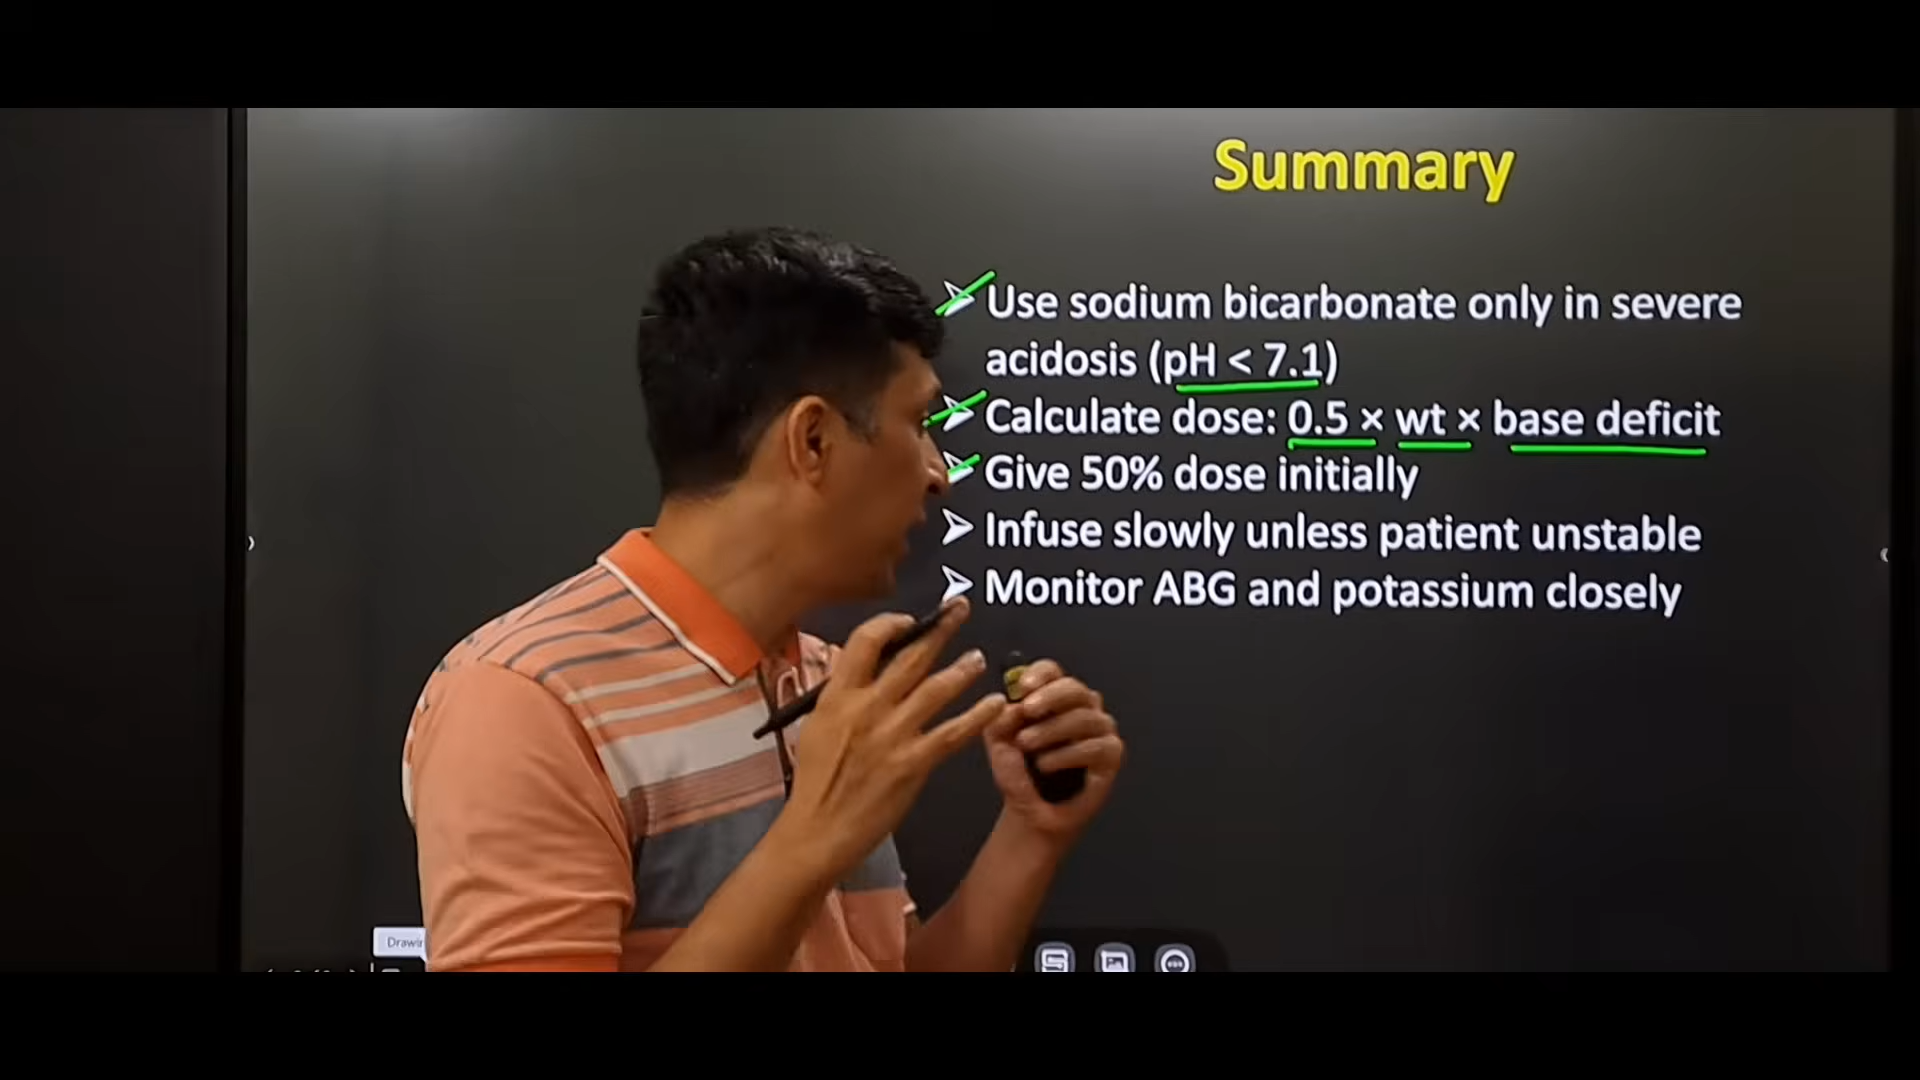 Summary
Use sodium bicarbonate only in severe
acidosis (pH < 7.1)
Calculate dose: 0.5 × wt × base deficit
Give 50% dose initially
Infuse slowly unless patient unstable
Monitor ABG and potassium closely